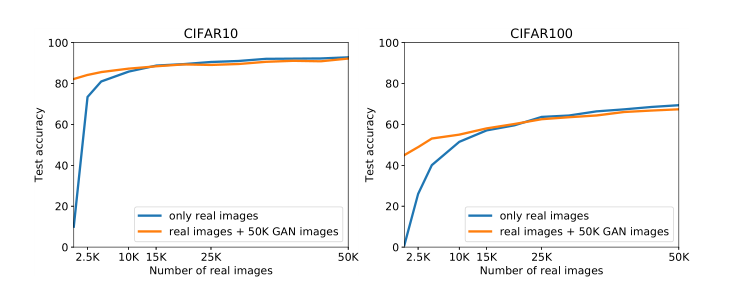 CIFAR10
100
80
60
40
20
0
Test accuracy
only real images
real images + 50K GAN images
2.5K 10K 15K 25K 50K
Number of real images
CIFAR100
100
80
60
40
20
0
Test accuracy
only real images
real images + 50K GAN images
2.5K 10K 15K 25K 50K
Number of real images